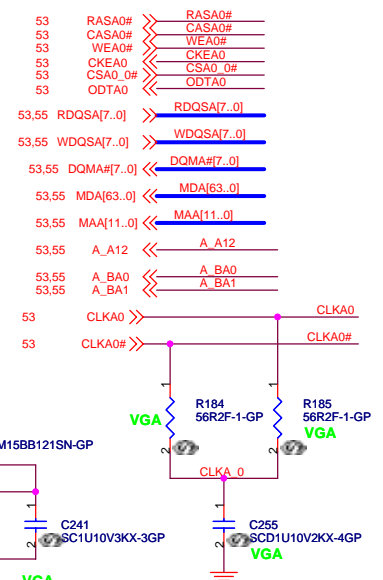 53 RASA0# RASA0#
53 CASA0# CASA0#
53 WEA0# WEA0#
53 CKEA0 CKEA0
53 CSA0_0# CSA0_0#
53 ODTA0
53,55 RDQSA[7..0] RDQSA[7..0]
53,55 WDQSA[7..0] WDQSA[7..0]
53,55 DQMA#[7..0] DQMA#[7..0]
53,55 MDA[63..0] MDA[63..0]
53,55 MAA[11..0] MAA[11..0]
53,55 A_A12 A_A12
53,55 A_BA0 A_BA0
53,55 A_BA1 A_BA1
53 CLKA0 CLKA0
53 CLKA0# CLKA0#
1 1
R184 R185
56R2F-1-GP 56R2F-1-GP
VGA VGA
2 2
M15BB121SN-GP
CLKA_0
1 1
C241 C255
SC1U10V3KX-3GP SCD1U10V2KX-4GP
2 2
VGA
VGA